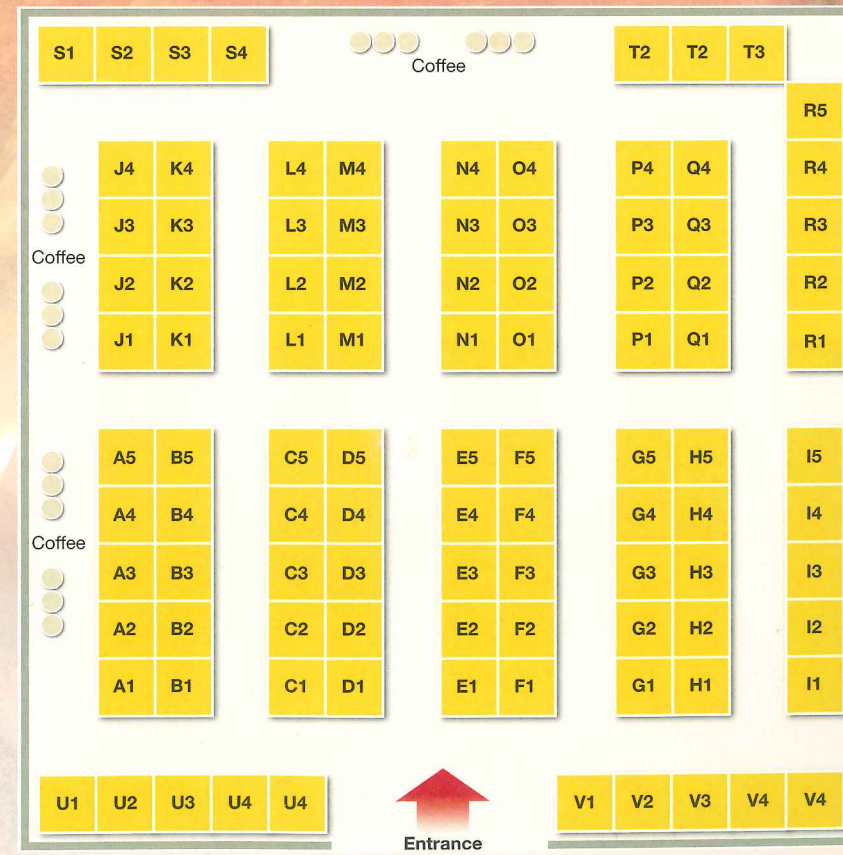 S1 S2 S3 S4 T2 T2 T3
Coffee
R5
J4 K4 L4 M4 N4 O4 P4 Q4 R4
J3 K3 L3 M3 N3 O3 P3 Q3 R3
Coffee
J2 K2 L2 M2 N2 O2 P2 Q2 R2
J1 K1 L1 M1 N1 O1 P1 Q1 R1
A5 B5 C5 D5 E5 F5 G5 H5 I5
A4 B4 C4 D4 E4 F4 G4 H4 I4
Coffee
A3 B3 C3 D3 E3 F3 G3 H3 I3
A2 B2 C2 D2 E2 F2 G2 H2 I2
A1 B1 C1 D1 E1 F1 G1 H1 I1
U1 U2 U3 U4 U4 V1 V2 V3 V4 V4
Entrance